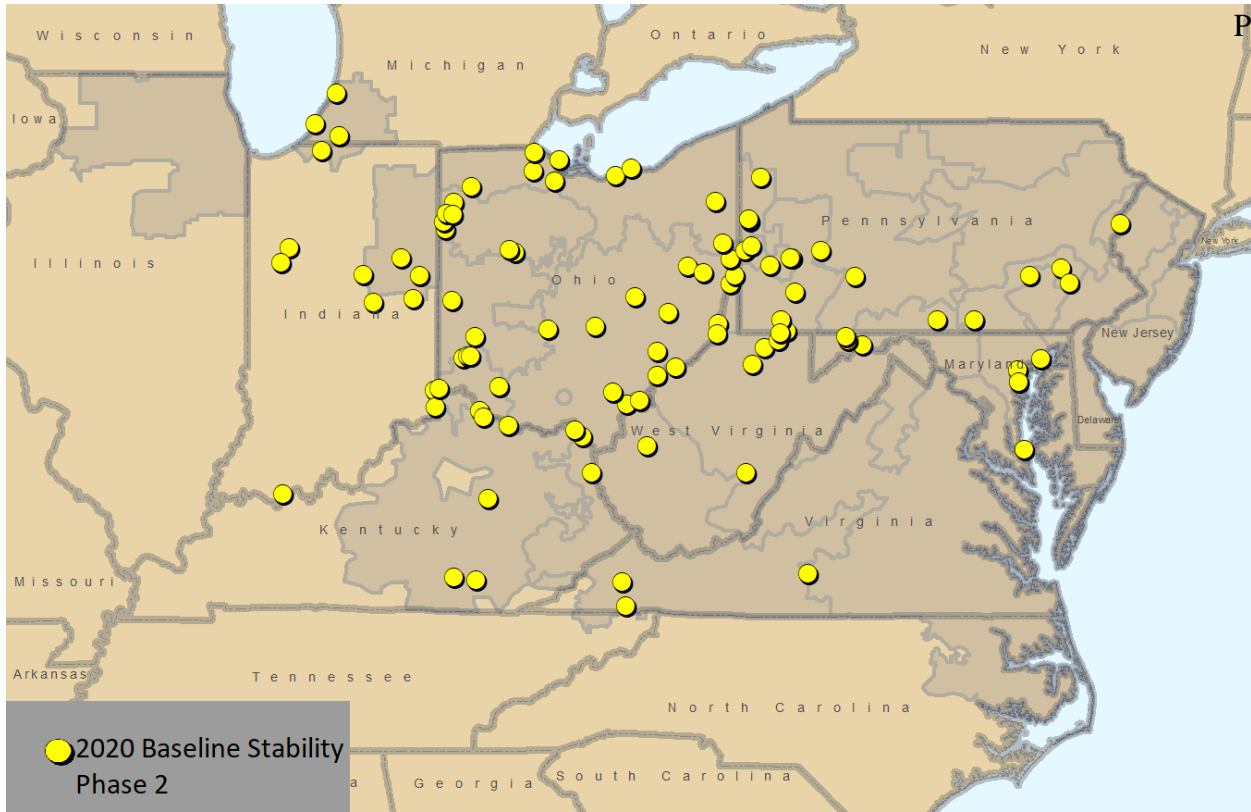 P
Wisconsin
Ontario
New York
Michigan
Iowa
Pennsylvania
New York
Illinois
Ohio
Indiana
New Jersey
Maryland
Delaware
West Virginia
Virginia
Kentucky
Missouri
Arkansas
Tennessee
North Carolina
2020 Baseline Stability
Phase 2
a
Georgia
South Carolina